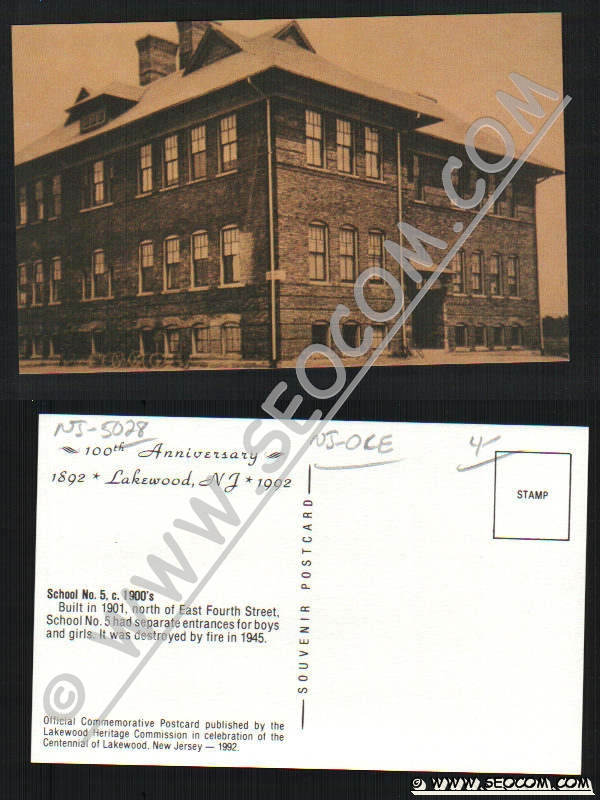 © WWW.SEOCOM.COM
NJ-5028
100th Anniversary
1892 * Lakewood, NJ * 1992
NJ-OCE
4
STAMP
SOUVENIR POSTCARD
School No. 5, c. 1900's
Built in 1901, north of East Fourth Street,
School No. 5 had separate entrances for boys
and girls. It was destroyed by fire in 1945.
Official Commemorative Postcard published by the
Lakewood Heritage Commission in celebration of the
Centennial of Lakewood, New Jersey — 1992.
© WWW.SEOCOM.COM